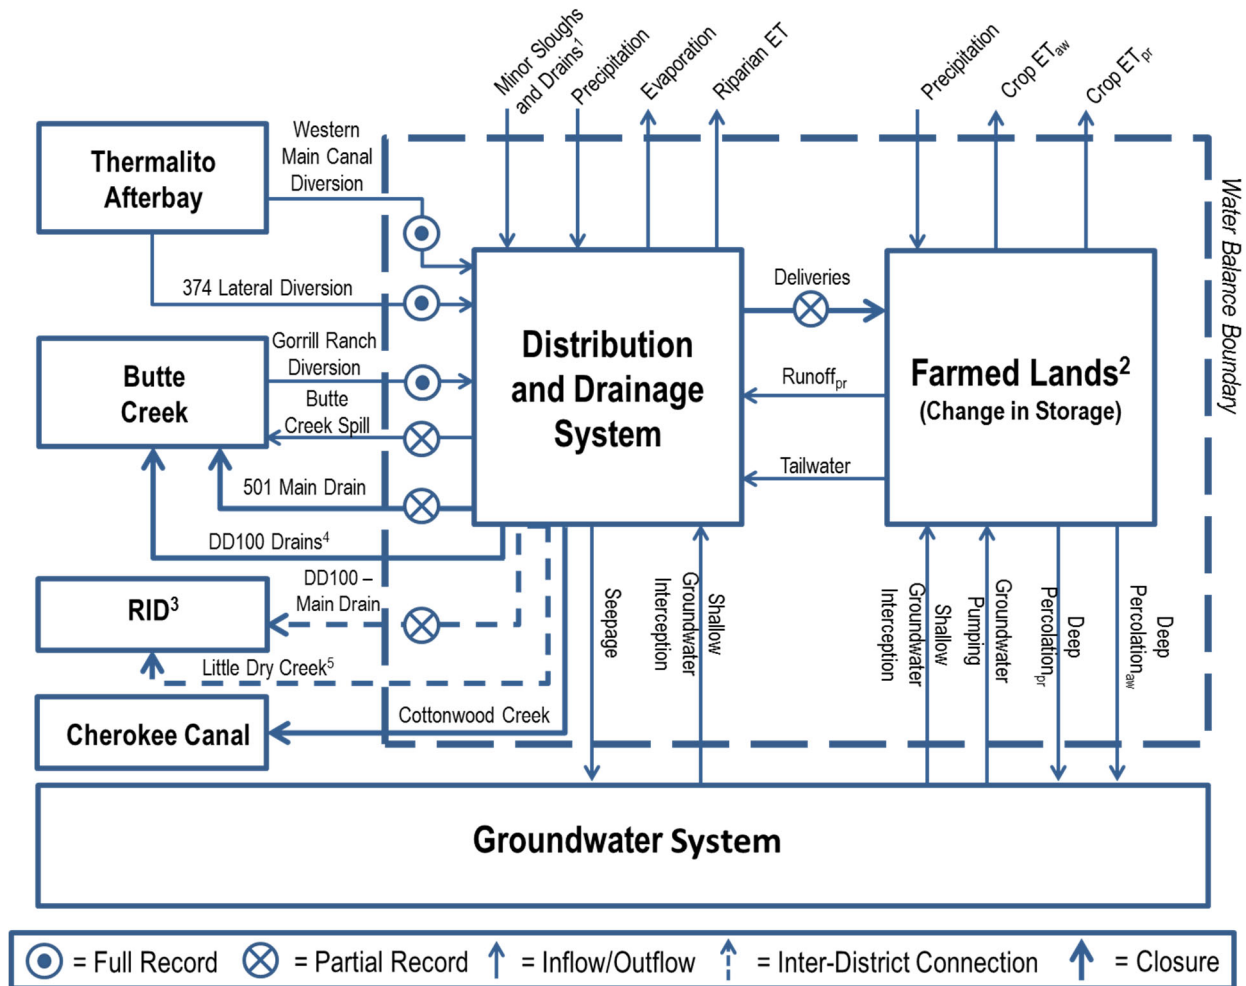 Minor Sloughs
and Drains¹
Precipitation
Evaporation
Riparian ET
Precipitation
Crop ETaw
Crop ETpr
Thermalito
Afterbay
Western
Main Canal
Diversion
Water Balance Boundary
374 Lateral Diversion
Deliveries
Butte
Creek
Gorrill Ranch
Diversion
Butte
Creek Spill
Distribution
and Drainage
System
Runoffpr
Farmed Lands²
(Change in Storage)
501 Main Drain
Tailwater
DD100 Drains⁴
RID³
DD100 –
Main Drain
Little Dry Creek⁵
Cherokee Canal
Cottonwood Creek
Seepage
Shallow
Groundwater
Interception
Shallow
Groundwater
Interception
Groundwater
Pumping
Deep
Percolationpr
Deep
Percolationaw
Groundwater System
= Full Record
= Partial Record
= Inflow/Outflow
= Inter-District Connection
= Closure